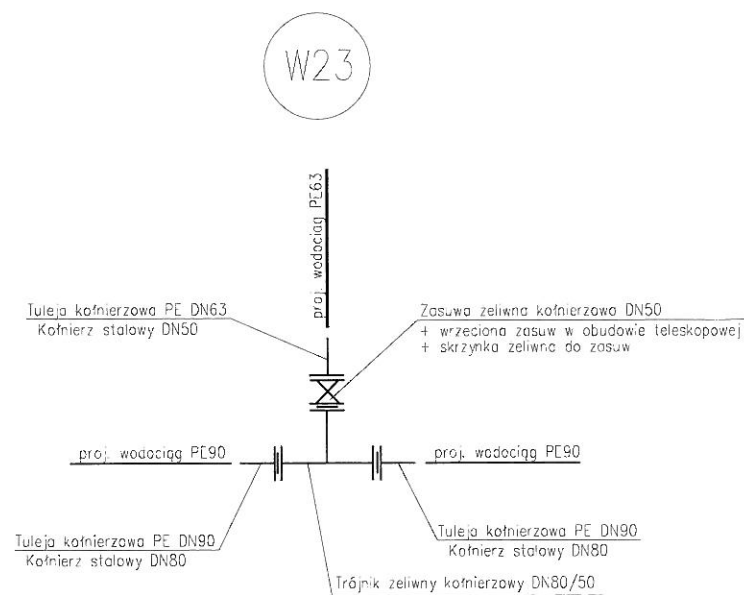 W23
proj. wodociąg PE63
Tuleja kołnierzowa PE DN63
Kołnierz stalowy DN50
Zasuwa żeliwna kołnierzowa DN50
+ wrzeciona zasuw w obudowie teleskopowej
+ skrzynka żeliwna do zasuw
proj. wodociąg PE90
proj. wodociąg PE90
Tuleja kołnierzowa PE DN90
Kołnierz stalowy DN80
Tuleja kołnierzowa PE DN90
Kołnierz stalowy DN80
Trójnik żeliwny kołnierzowy DN80/50